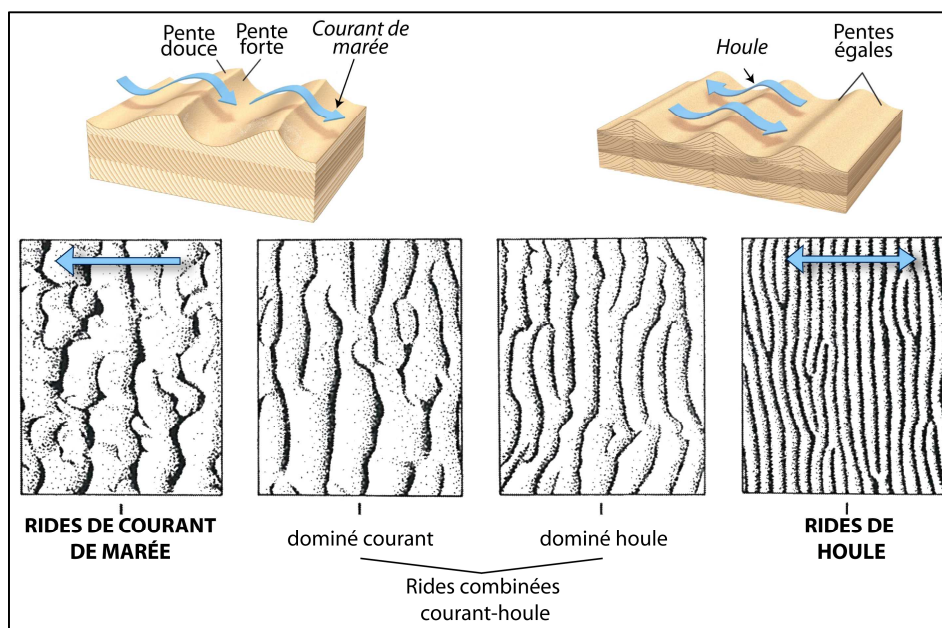 Pente
douce
Pente
forte
Courant de
marée
Houle
Pentes
égales
RIDES DE COURANT
DE MARÉE
dominé courant
dominé houle
RIDES DE
HOULE
Rides combinées
courant-houle